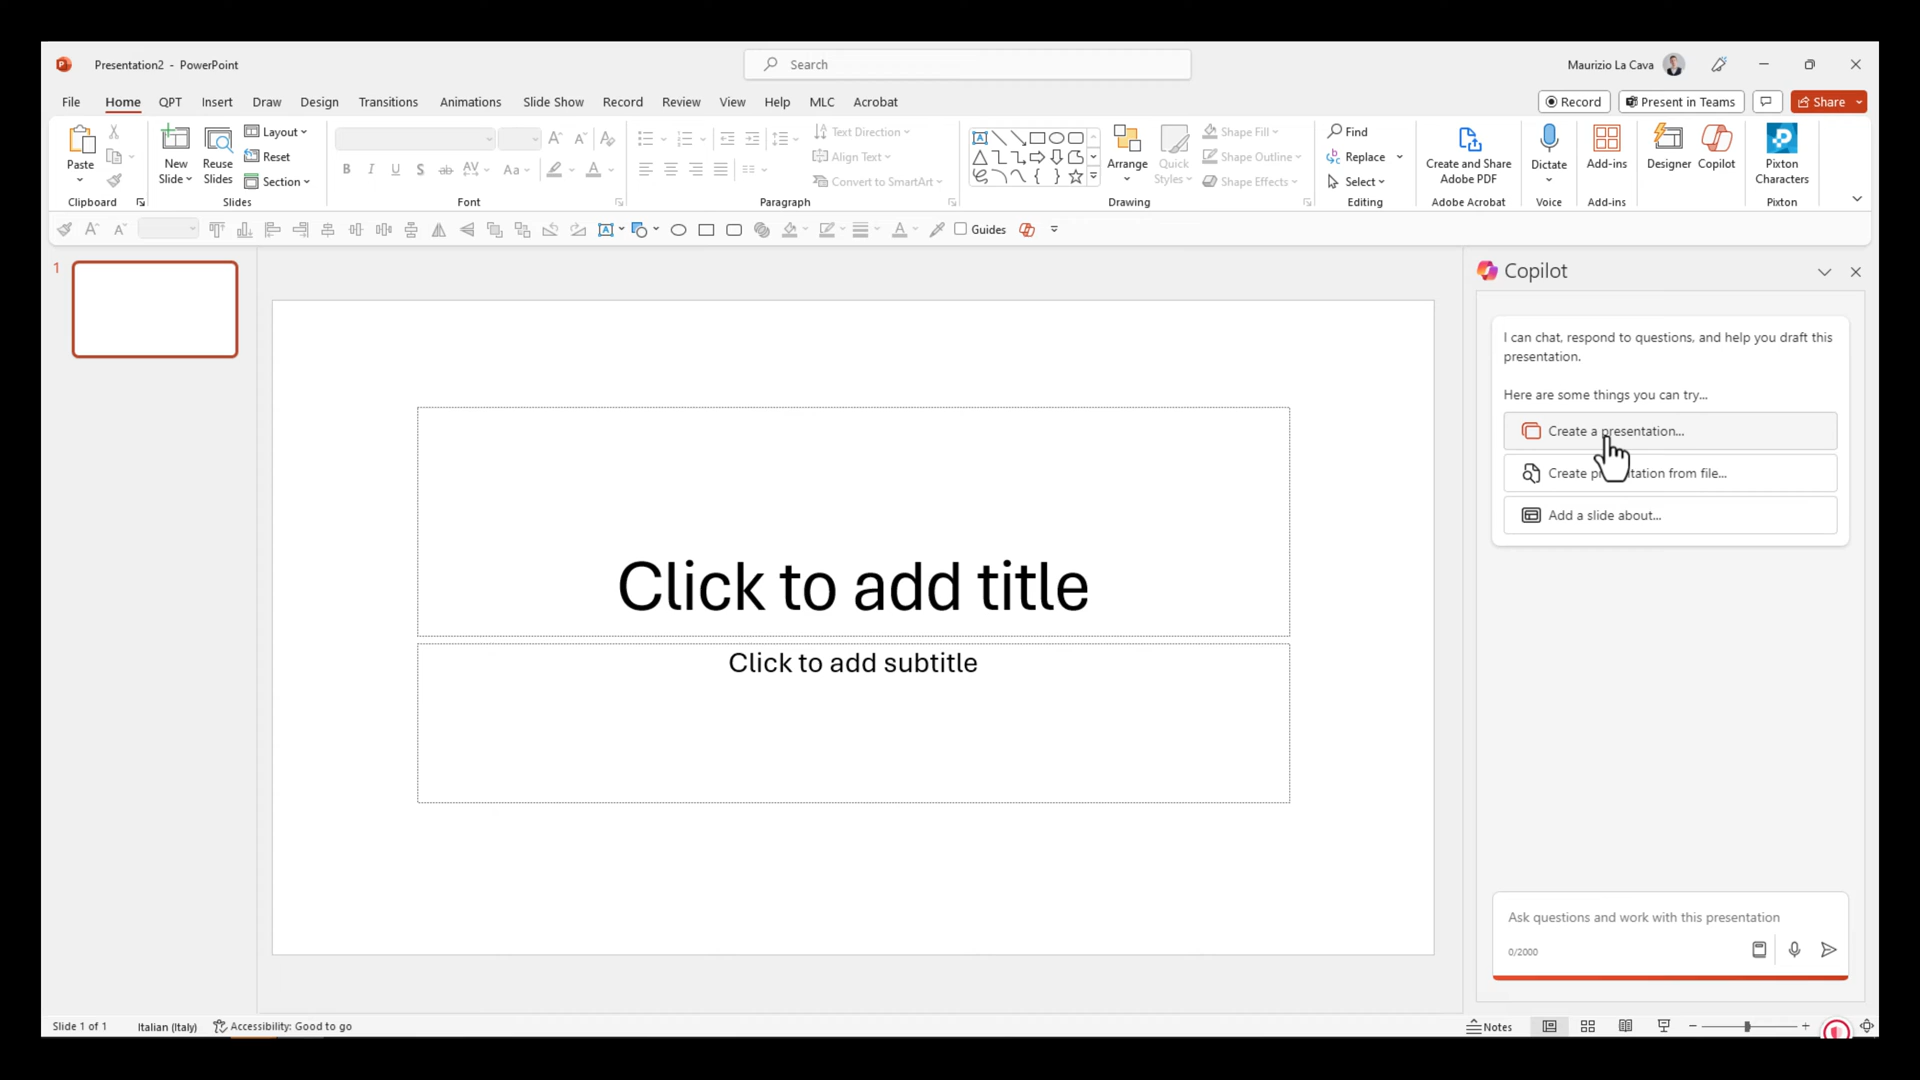 Presentation2 - PowerPoint
Search
Maurizio La Cava
File Home QPT Insert Draw Design Transitions Animations Slide Show Record Review View Help MLC Acrobat
Record Present in Teams Share
Paste
New Slide
Reuse Slides
Layout
Reset
Section
B I U S ab AV Aa A
Text Direction
Align Text
Convert to SmartArt
Arrange
Quick Styles
Shape Fill
Shape Outline
Shape Effects
Find
Replace
Select
Create and Share Adobe PDF
Dictate
Add-ins
Designer
Copilot
Pixton Characters
Clipboard Slides Font Paragraph Drawing Editing Adobe Acrobat Voice Add-ins Pixton
Guides
1
Click to add title
Click to add subtitle
Copilot
I can chat, respond to questions, and help you draft this
presentation.
Here are some things you can try...
Create a presentation...
Create presentation from file...
Add a slide about...
Ask questions and work with this presentation
0/2000
Slide 1 of 1 Italian (Italy) Accessibility: Good to go
Notes